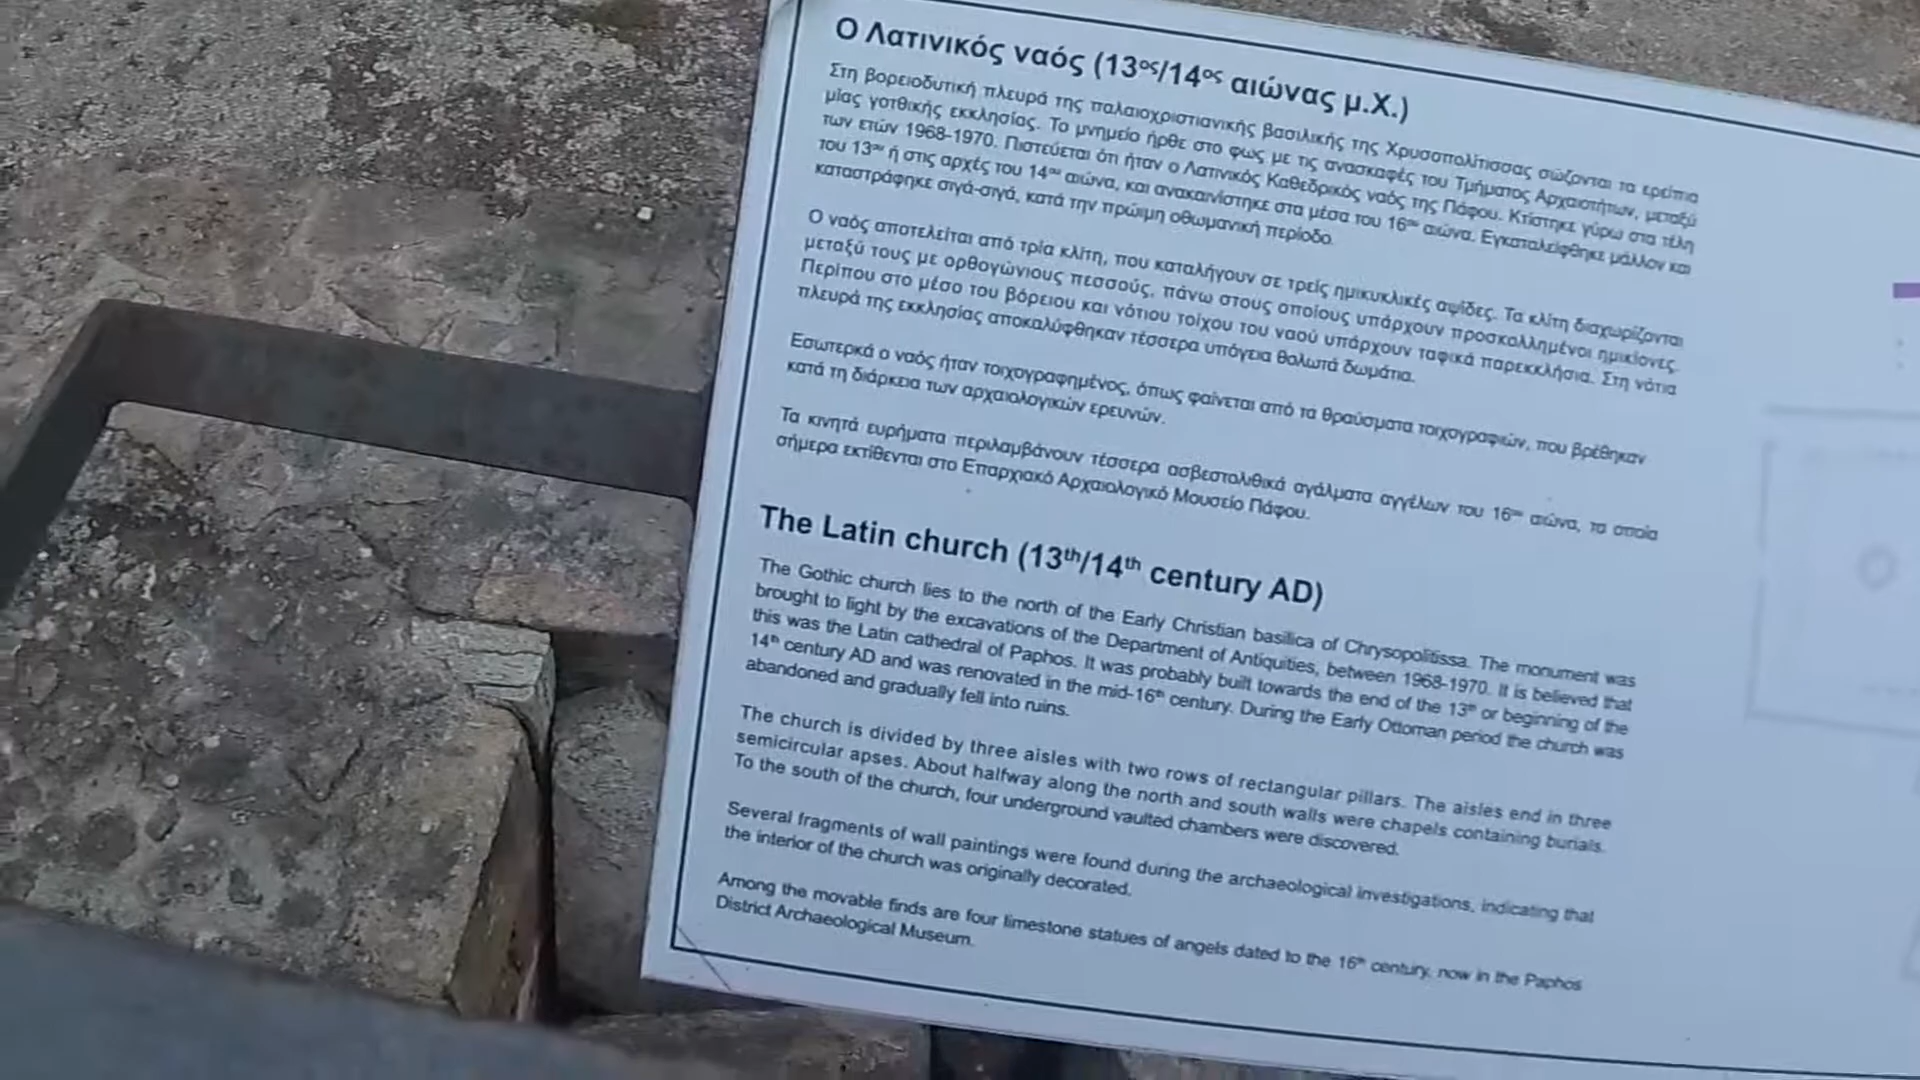 Ο Λατινικός ναός (13ος/14ος αιώνας μ.Χ.)
Στη βορειοδυτική πλευρά της παλαιοχριστιανικής βασιλικής της Χρυσοπολίτισσας σώζονται τα ερείπια
μίας γοτθικής εκκλησίας. Το μνημείο ήρθε στο φως με τις ανασκαφές του Τμήματος Αρχαιοτήτων, μεταξύ
των ετών 1968-1970. Πιστεύεται ότι ήταν ο Λατινικός Καθεδρικός ναός της Πάφου. Κτίστηκε γύρω στα τέλη
του 13ου ή στις αρχές του 14ου αιώνα, και ανακαινίστηκε στα μέσα του 16ου αιώνα. Εγκαταλείφθηκε μάλλον και
καταστράφηκε σιγά-σιγά, κατά την πρώιμη οθωμανική περίοδο.
Ο ναός αποτελείται από τρία κλίτη, που καταλήγουν σε τρείς ημικυκλικές αψίδες. Τα κλίτη διαχωρίζονται
μεταξύ τους με ορθογώνιους πεσσούς, πάνω στους οποίους υπάρχουν προσκολλημένοι ημικίονες.
Περίπου στο μέσο του βόρειου και νότιου τοίχου του ναού υπάρχουν ταφικά παρεκκλήσια. Στη νότια
πλευρά της εκκλησίας αποκαλύφθηκαν τέσσερα υπόγεια θολωτά δωμάτια.
Εσωτερκά ο ναός ήταν τοιχογραφημένος, όπως φαίνεται από τα θραύσματα τοιχογραφιών, που βρέθηκαν
κατά τη διάρκεια των αρχαιολογικών ερευνών.
Τα κινητά ευρήματα περιλαμβάνουν τέσσερα ασβεστολιθικά αγάλματα αγγέλων του 16ου αιώνα, τα οποία
σήμερα εκτίθενται στο Επαρχιακό Αρχαιολογικό Μουσείο Πάφου.
The Latin church (13th/14th century AD)
The Gothic church lies to the north of the Early Christian basilica of Chrysopolitissa. The monument was
brought to light by the excavations of the Department of Antiquities, between 1968-1970. It is believed that
this was the Latin cathedral of Paphos. It was probably built towards the end of the 13th or beginning of the
14th century AD and was renovated in the mid-16th century. During the Early Ottoman period the church was
abandoned and gradually fell into ruins.
The church is divided by three aisles with two rows of rectangular pillars. The aisles end in three
semicircular apses. About halfway along the north and south walls were chapels containing burials.
To the south of the church, four underground vaulted chambers were discovered.
Several fragments of wall paintings were found during the archaeological investigations, indicating that
the interior of the church was originally decorated.
Among the movable finds are four limestone statues of angels dated to the 16th century, now in the Paphos
District Archaeological Museum.